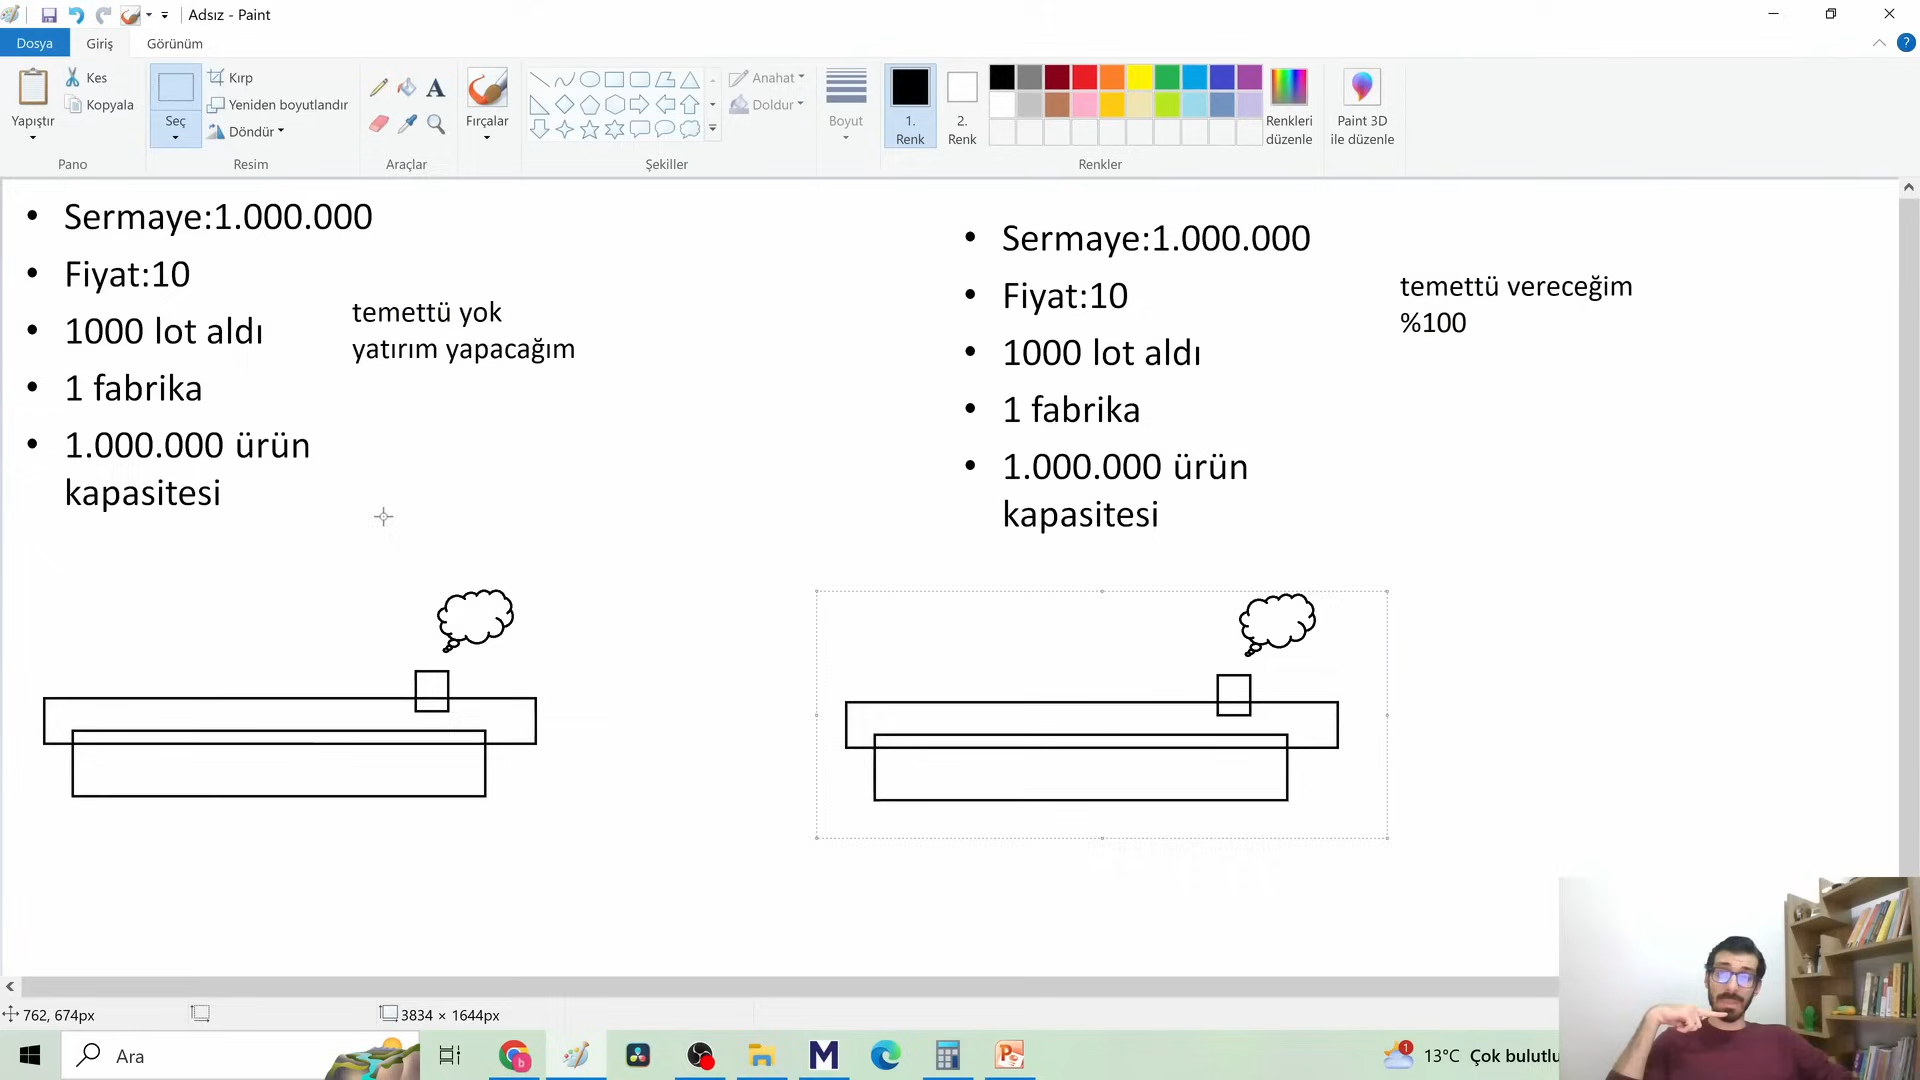 Adsız - Paint
Dosya
Giriş
Görünüm
Yapıştır
Kes
Kopyala
Pano
Seç
Kırp
Yeniden boyutlandır
Döndür
Resim
Araçlar
Fırçalar
Şekiller
Anahat
Doldur
Boyut
1.
Renk
2.
Renk
Renkleri
düzenle
Renkler
Paint 3D
ile düzenle
• Sermaye:1.000.000
• Fiyat:10
• 1000 lot aldı
• 1 fabrika
• 1.000.000 ürün
kapasitesi
temettü yok
yatırım yapacağım
• Sermaye:1.000.000
• Fiyat:10
• 1000 lot aldı
• 1 fabrika
• 1.000.000 ürün
kapasitesi
temettü vereceğim
%100
762, 674px
3834 × 1644px
Ara
1
13°C Çok bulutlu